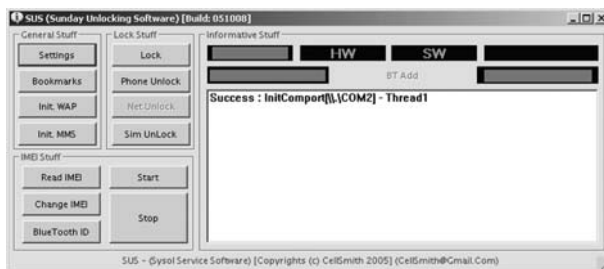 SUS (Sunday Unlocking Software) [Build: 051008]
General Stuff
Lock Stuff
Informative Stuff
Settings
Lock
HW
SW
Bookmarks
Phone Unlock
BT Add
Init. WAP
Net Unlock
Success : InitComport[\\.\COM2] - Thread1
Init. MMS
Sim UnLock
IMEI Stuff
Read IMEI
Start
Change IMEI
Stop
BlueTooth ID
SUS - (Sysol Service Software) [Copyrights (c) CellSmith 2005] (CellSmith@Gmail.Com)